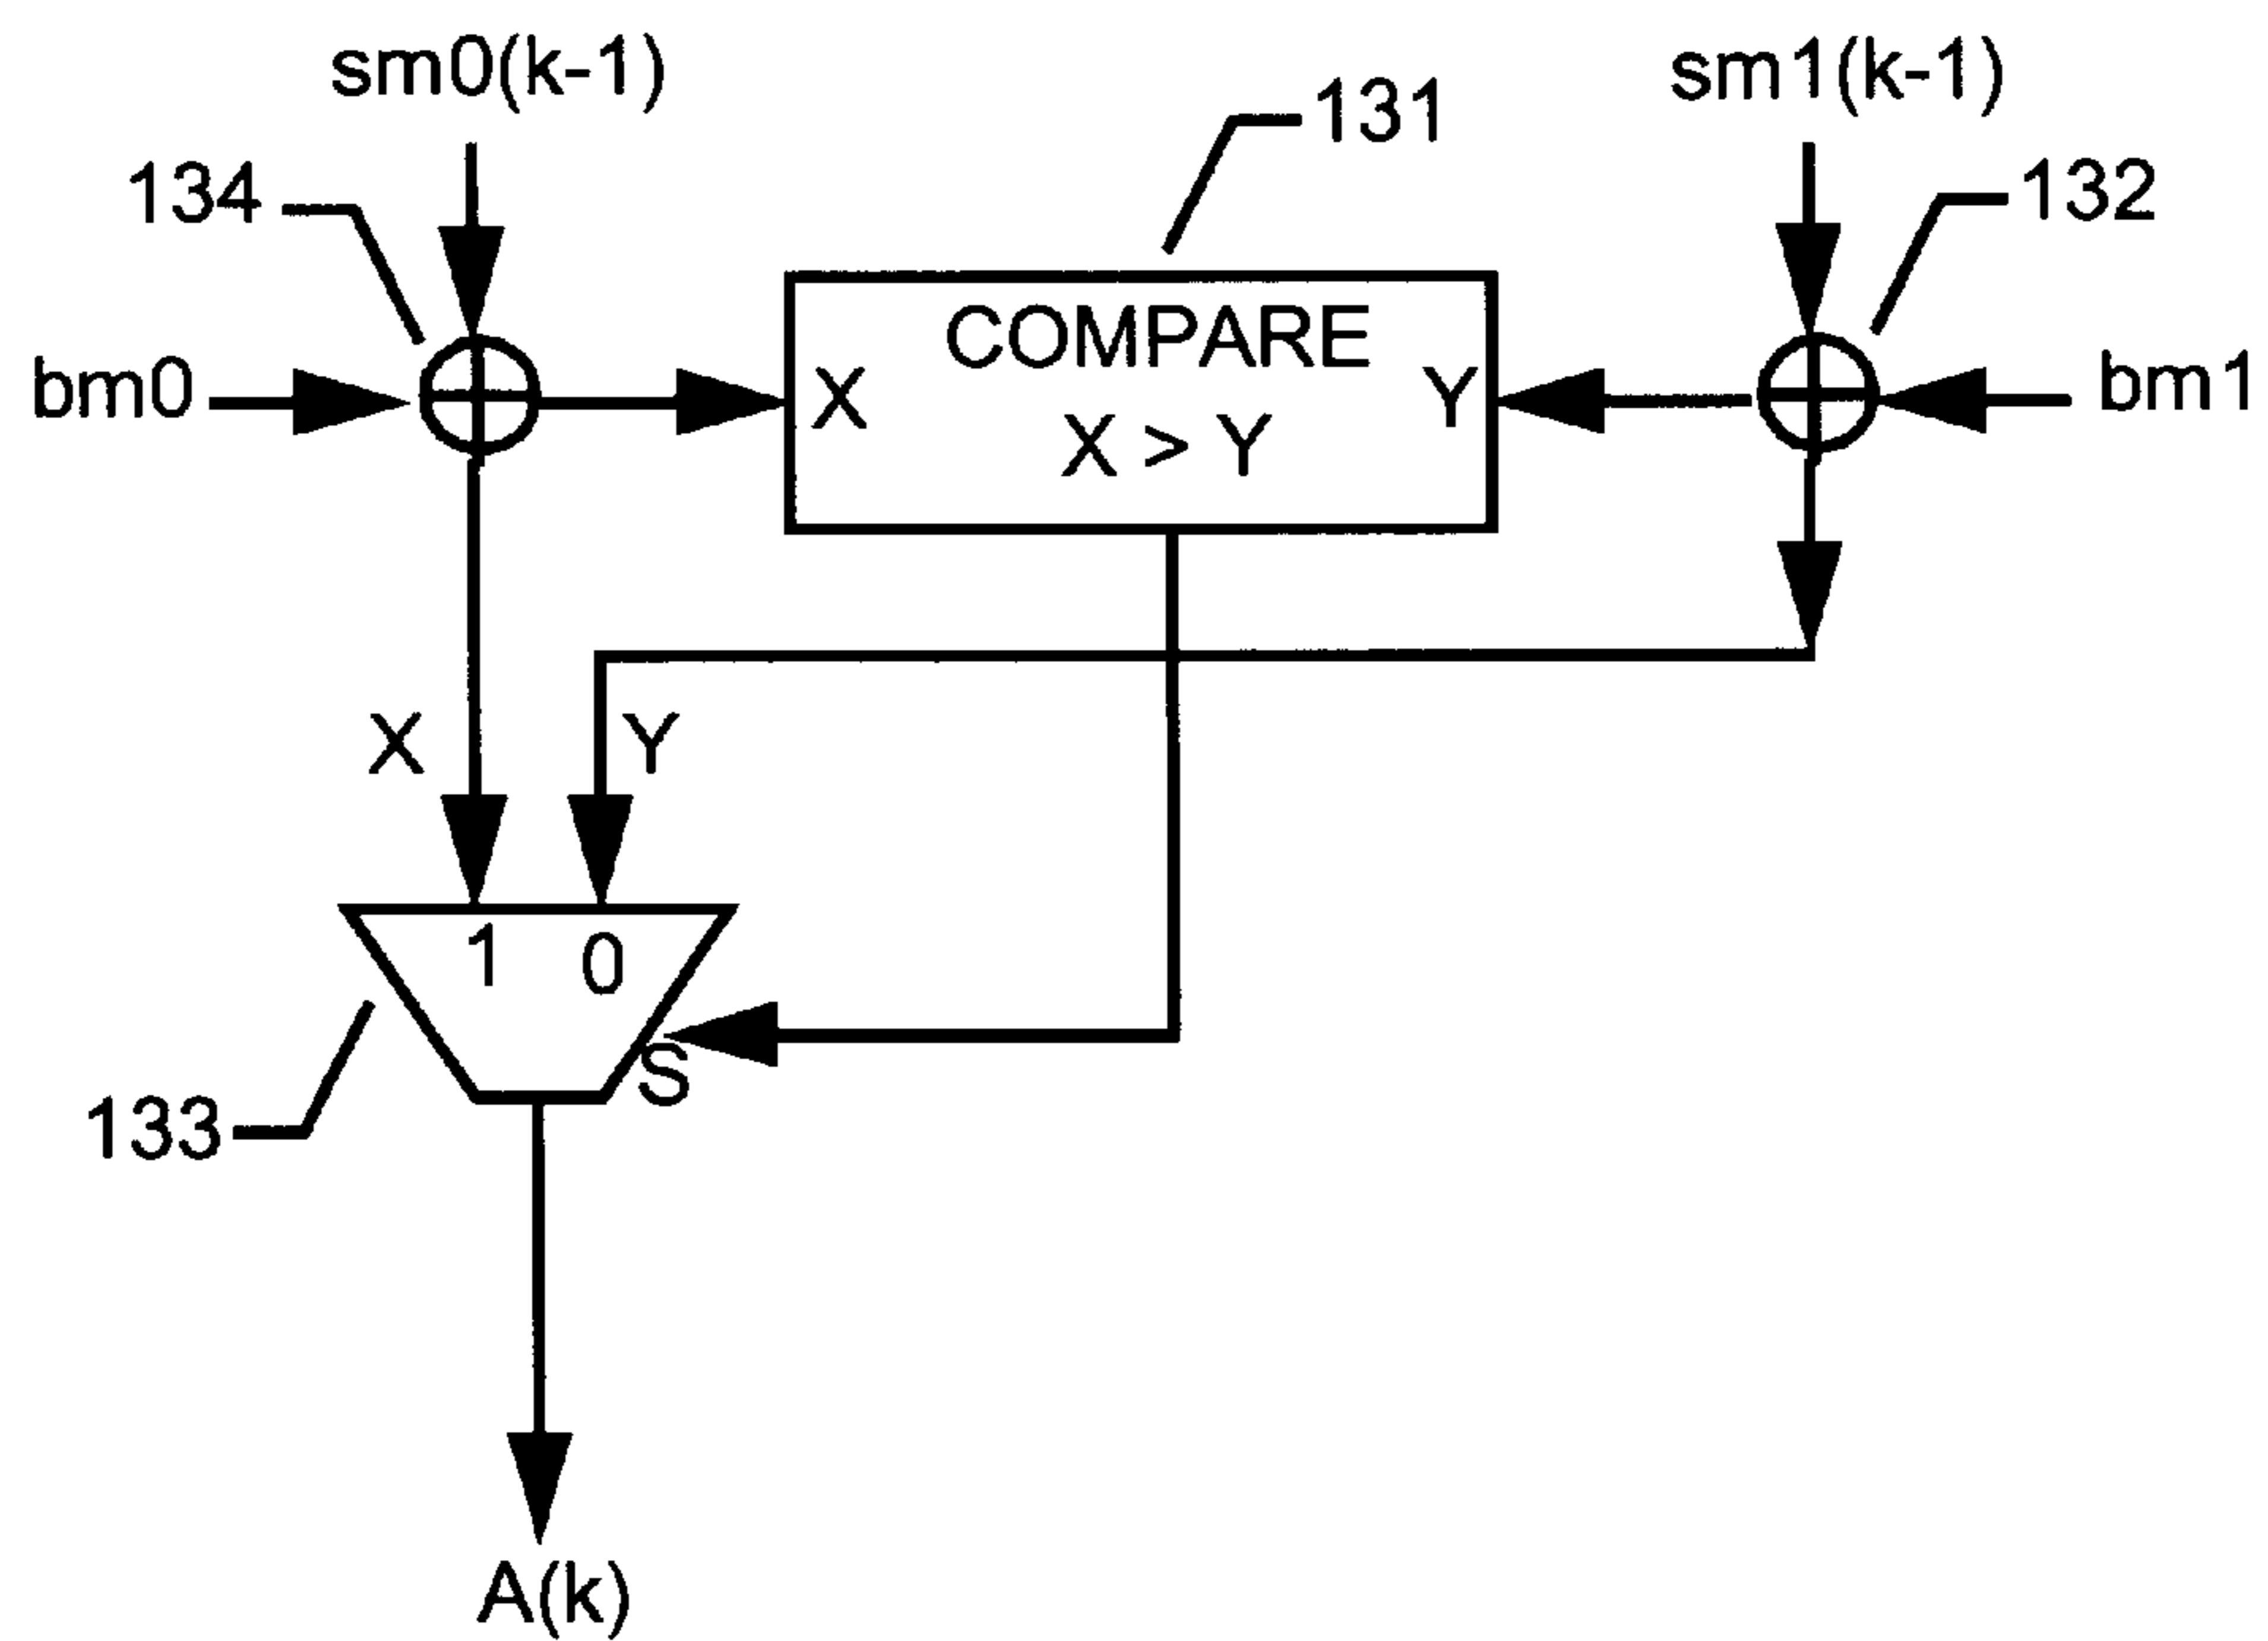 sm0(k-1)
sm1(k-1)
131
134
132
COMPARE
bm0
X
Y
bm1
X > Y
X
Y
1
0
S
133
A(k)